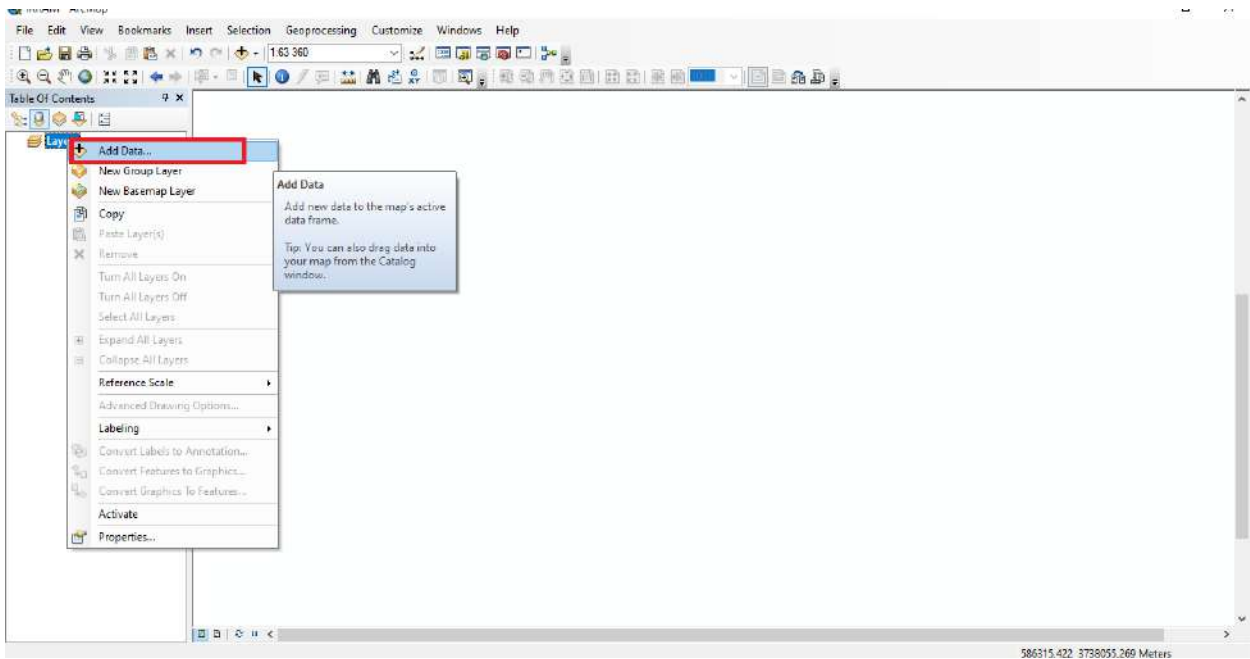 File Edit View Bookmarks Insert Selection Geoprocessing Customize Windows Help
1:63 360
Table Of Contents
Add Data...
New Group Layer
New Basemap Layer
Copy
Paste Layer(s)
Remove
Turn All Layers On
Turn All Layers Off
Select All Layers
Expand All Layers
Collapse All Layers
Reference Scale
Advanced Drawing Options...
Labeling
Convert Labels to Annotation...
Convert Features to Graphics...
Convert Graphics To Features...
Activate
Properties...
Add Data
Add new data to the map's active
data frame.
Tip: You can also drag data into
your map from the Catalog
window.
586315.422 3738055.269 Meters